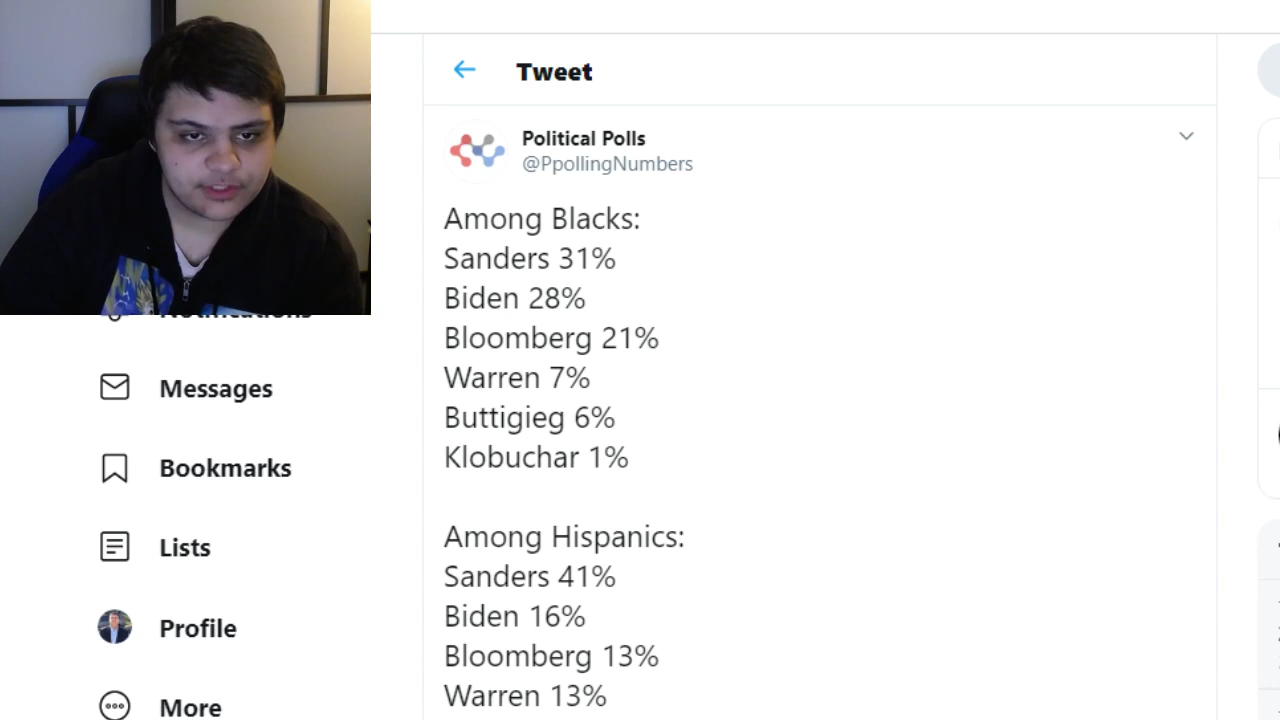 Tweet
Political Polls
@PpollingNumbers
Among Blacks:
Sanders 31%
Biden 28%
Bloomberg 21%
Warren 7%
Buttigieg 6%
Klobuchar 1%
Among Hispanics:
Sanders 41%
Biden 16%
Bloomberg 13%
Warren 13%
Notifications
Messages
Bookmarks
Lists
Profile
More